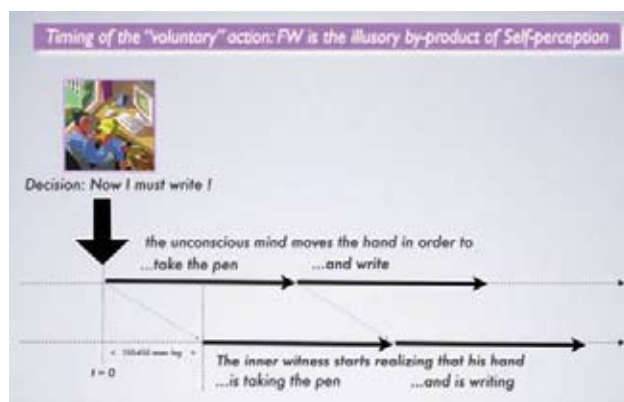 Timing of the "voluntary" action: FW is the illusory by-product of Self-perception
Decision: Now I must write !
the unconscious mind moves the hand in order to
...take the pen ...and write
lag
t = 0
The inner witness starts realizing that his hand
...is taking the pen ...and is writing